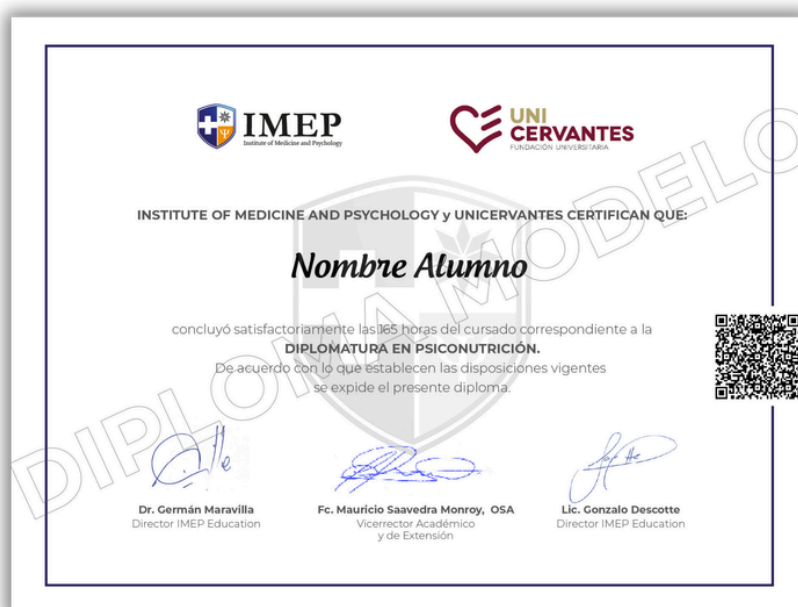 IMEP
Institute of Medicine and Psychology
UNI
CERVANTES
FUNDACIÓN UNIVERSITARIA
INSTITUTE OF MEDICINE AND PSYCHOLOGY y UNICERVANTES CERTIFICAN QUE:
Nombre Alumno
concluyó satisfactoriamente las 165 horas del cursado correspondiente a la
DIPLOMATURA EN PSICONUTRICIÓN.
De acuerdo con lo que establecen las disposiciones vigentes
se expide el presente diploma.
DIPLOMA MODELO
Dr. Germán Maravilla
Director IMEP Education
Fc. Mauricio Saavedra Monroy, OSA
Vicerrector Académico
y de Extensión
Lic. Gonzalo Descotte
Director IMEP Education